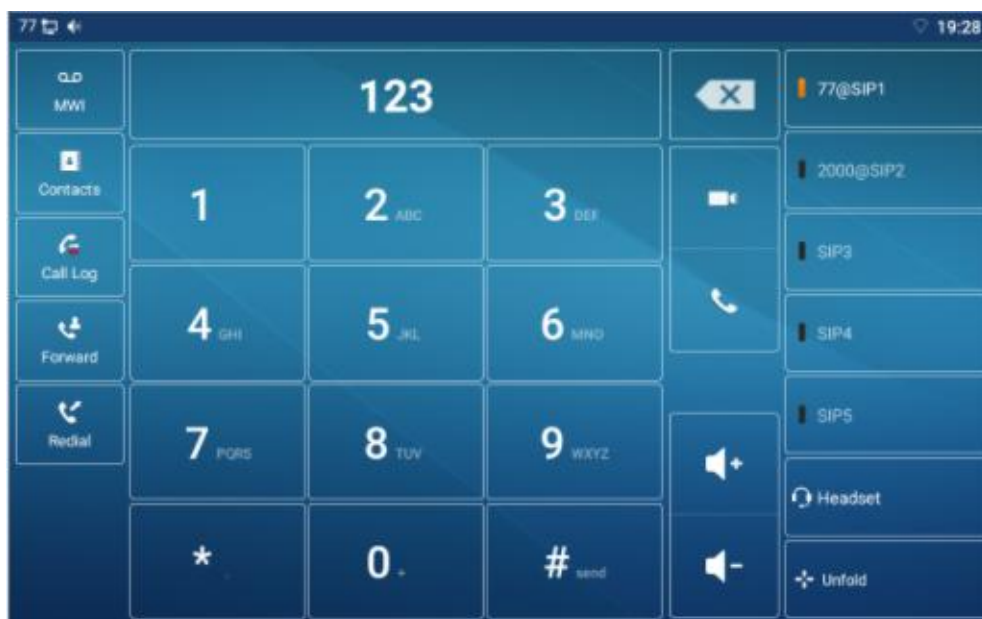 77
19:28
MWI
Contacts
Call Log
Forward
Redial
123
1
2 ABC
3 DEF
4 GHI
5 JKL
6 MNO
7 PQRS
8 TUV
9 WXYZ
*
0 +
# send
77@SIP1
2000@SIP2
SIP3
SIP4
SIP5
Headset
Unfold